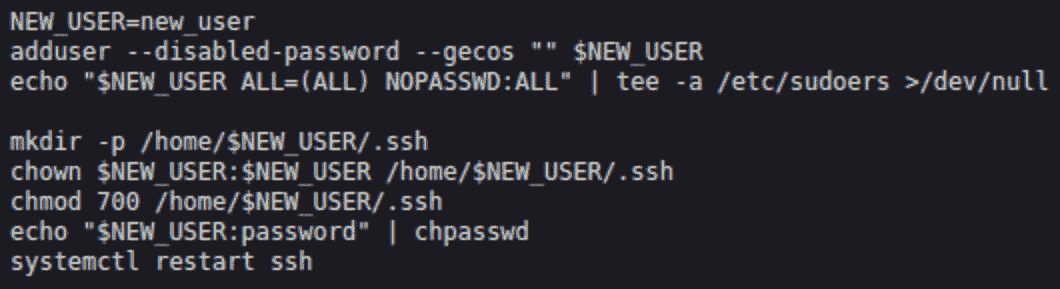 NEW_USER=new_user
adduser --disabled-password --gecos "" $NEW_USER
echo "$NEW_USER ALL=(ALL) NOPASSWD:ALL" | tee -a /etc/sudoers >/dev/null
mkdir -p /home/$NEW_USER/.ssh
chown $NEW_USER:$NEW_USER /home/$NEW_USER/.ssh
chmod 700 /home/$NEW_USER/.ssh
echo "$NEW_USER:password" | chpasswd
systemctl restart ssh